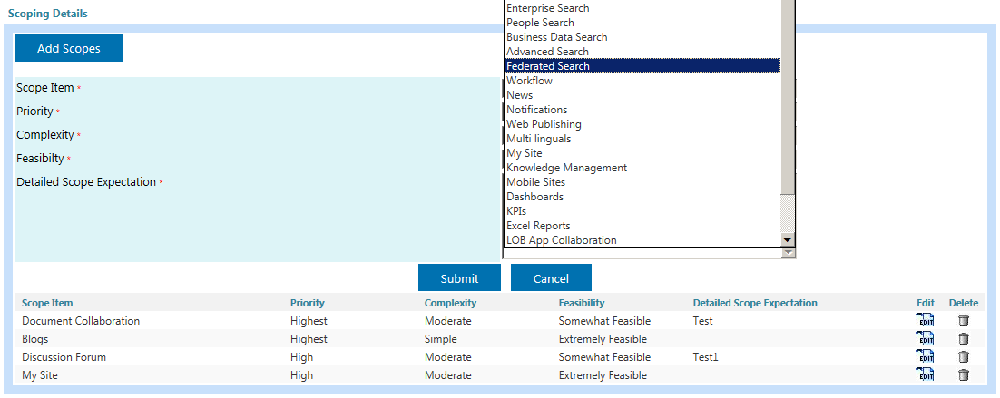 Scoping Details
Add Scopes
Scope Item *
Priority *
Complexity *
Feasibilty *
Detailed Scope Expectation *
Enterprise Search
People Search
Business Data Search
Advanced Search
Federated Search
Workflow
News
Notifications
Web Publishing
Multi linguals
My Site
Knowledge Management
Mobile Sites
Dashboards
KPIs
Excel Reports
LOB App Collaboration
Submit Cancel
Scope Item Priority Complexity Feasibility Detailed Scope Expectation Edit Delete
Document Collaboration Highest Moderate Somewhat Feasible Test EDIT
Blogs Highest Simple Extremely Feasible EDIT
Discussion Forum High Moderate Somewhat Feasible Test1 EDIT
My Site High Moderate Extremely Feasible EDIT